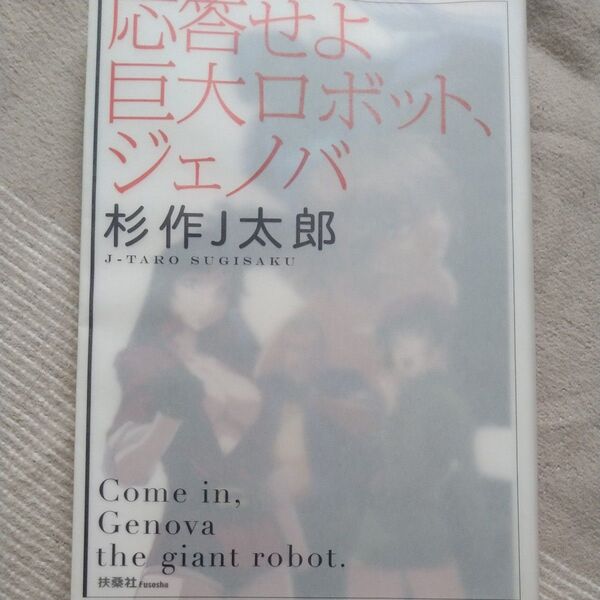 応答せよ
巨大ロボット、
ジェノバ
杉作J太郎
J-TARO SUGISAKU
Come in,
Genova
the giant robot.
扶桑社 Fusosha